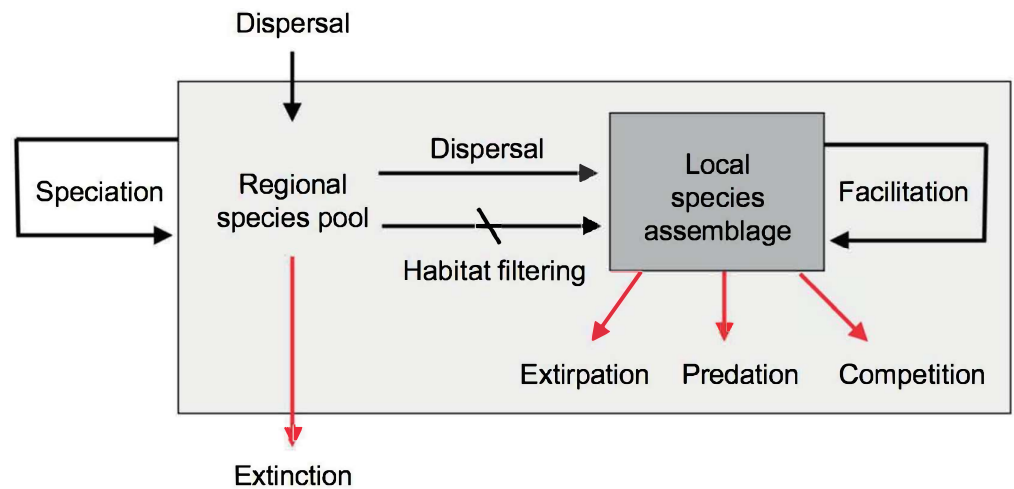 Dispersal
Speciation
Regional
species pool
Dispersal
Habitat filtering
Local
species
assemblage
Facilitation
Extirpation
Predation
Competition
Extinction